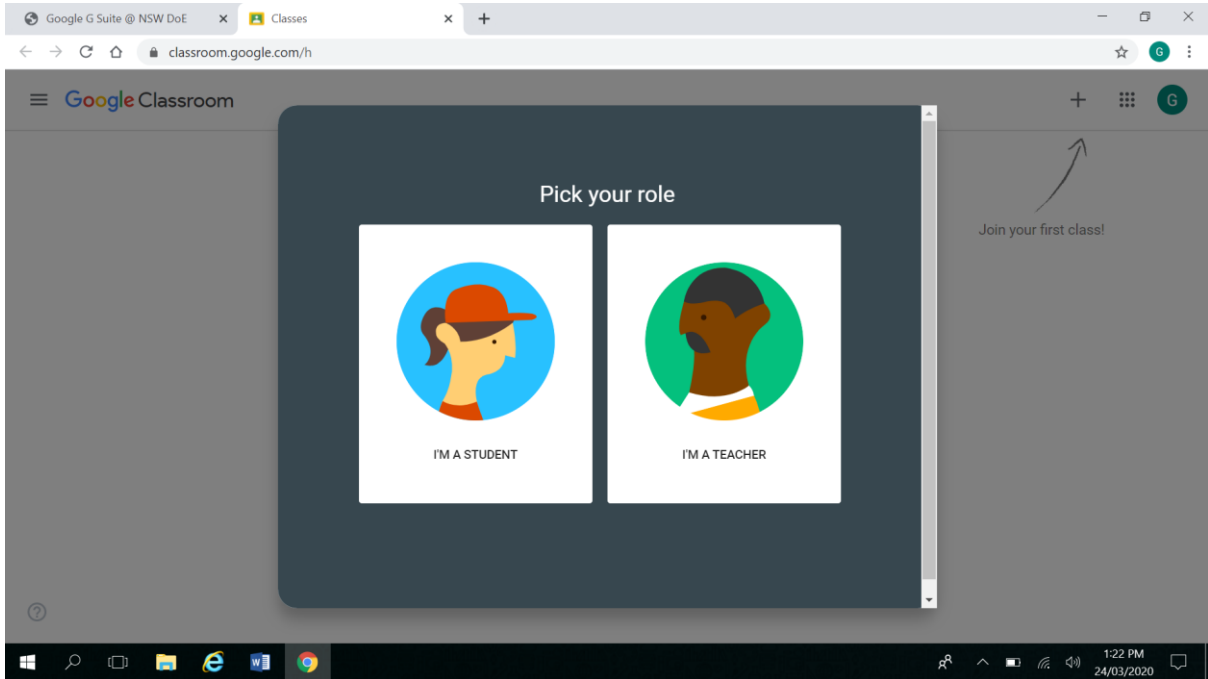 Google G Suite @ NSW DoE
Classes
classroom.google.com/h
G
Google Classroom
G
Pick your role
Join your first class!
I'M A STUDENT
I'M A TEACHER
1:22 PM
24/03/2020